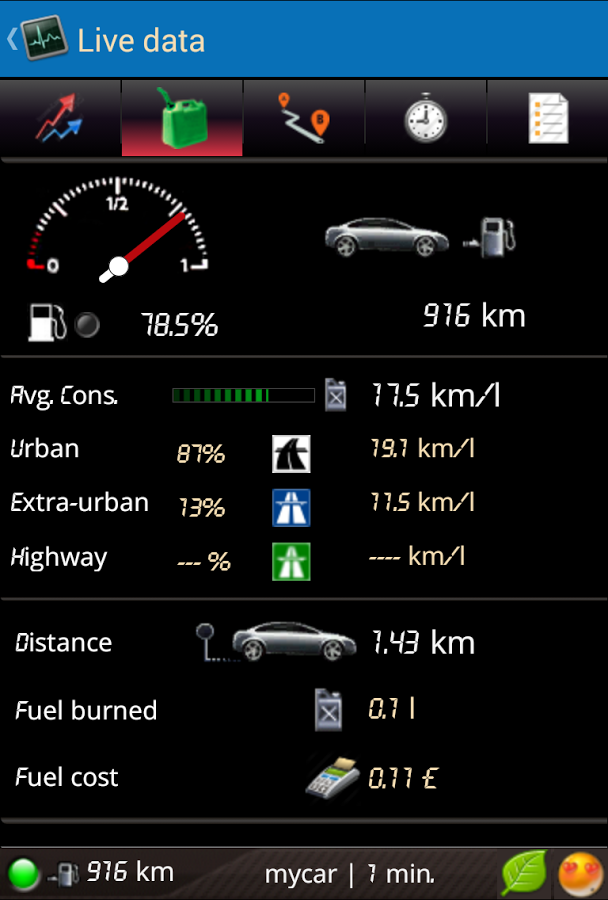 Live data
A
B
1/2
0
1
78.5%
916 km
Avg. Cons. 17.5 km/l
Urban 87% 19.1 km/l
Extra-urban 13% 11.5 km/l
Highway --- % ---- km/l
Distance 1.43 km
Fuel burned 0.1 l
Fuel cost 0.11 €
916 km mycar | 1 min.